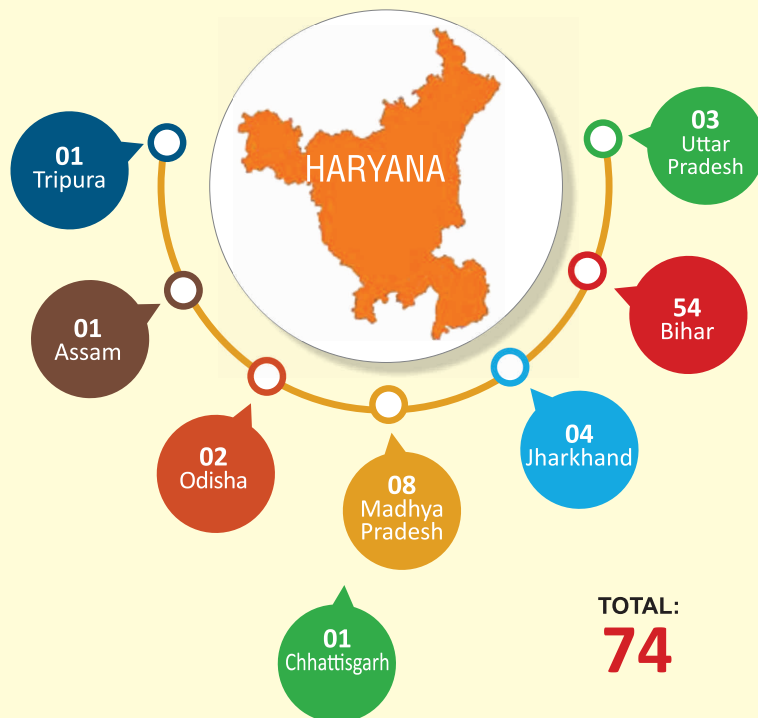 HARYANA
01
Tripura
03
Uttar
Pradesh
01
Assam
54
Bihar
02
Odisha
08
Madhya
Pradesh
04
Jharkhand
01
Chhattisgarh
TOTAL:
74